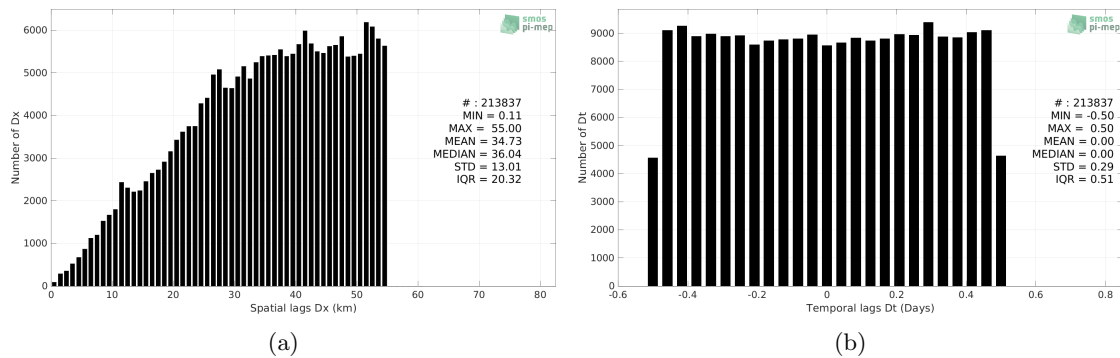 smos
pi-mep
6000
5000
4000
3000
2000
1000
0
Number of Dx
# : 213837
MIN = 0.11
MAX = 55.00
MEAN = 34.73
MEDIAN = 36.04
STD = 13.01
IQR = 20.32
0 10 20 30 40 50 60 70 80
Spatial lags Dx (km)
(a)
smos
pi-mep
9000
8000
7000
6000
5000
4000
3000
2000
1000
0
Number of Dt
# : 213837
MIN = -0.50
MAX = 0.50
MEAN = 0.00
MEDIAN = 0.00
STD = 0.29
IQR = 0.51
-0.6 -0.4 -0.2 0 0.2 0.4 0.6 0.8
Temporal lags Dt (Days)
(b)